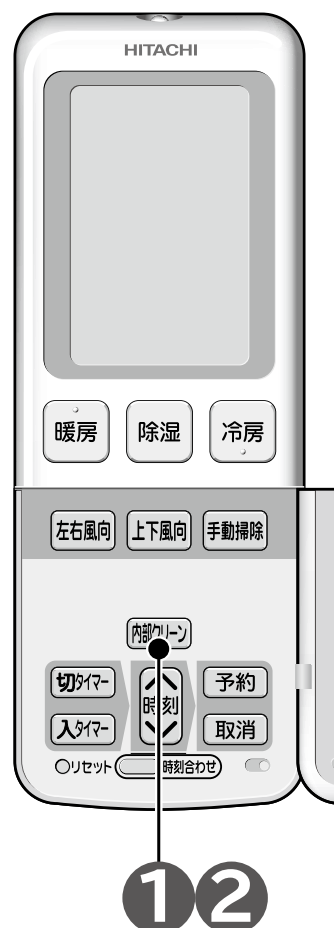 HITACHI
暖房 除湿 冷房
左右風向 上下風向 手動掃除
内部クリーン
切タイマー 時刻 予約
入タイマー 取消
リセット 時刻合わせ
1 2